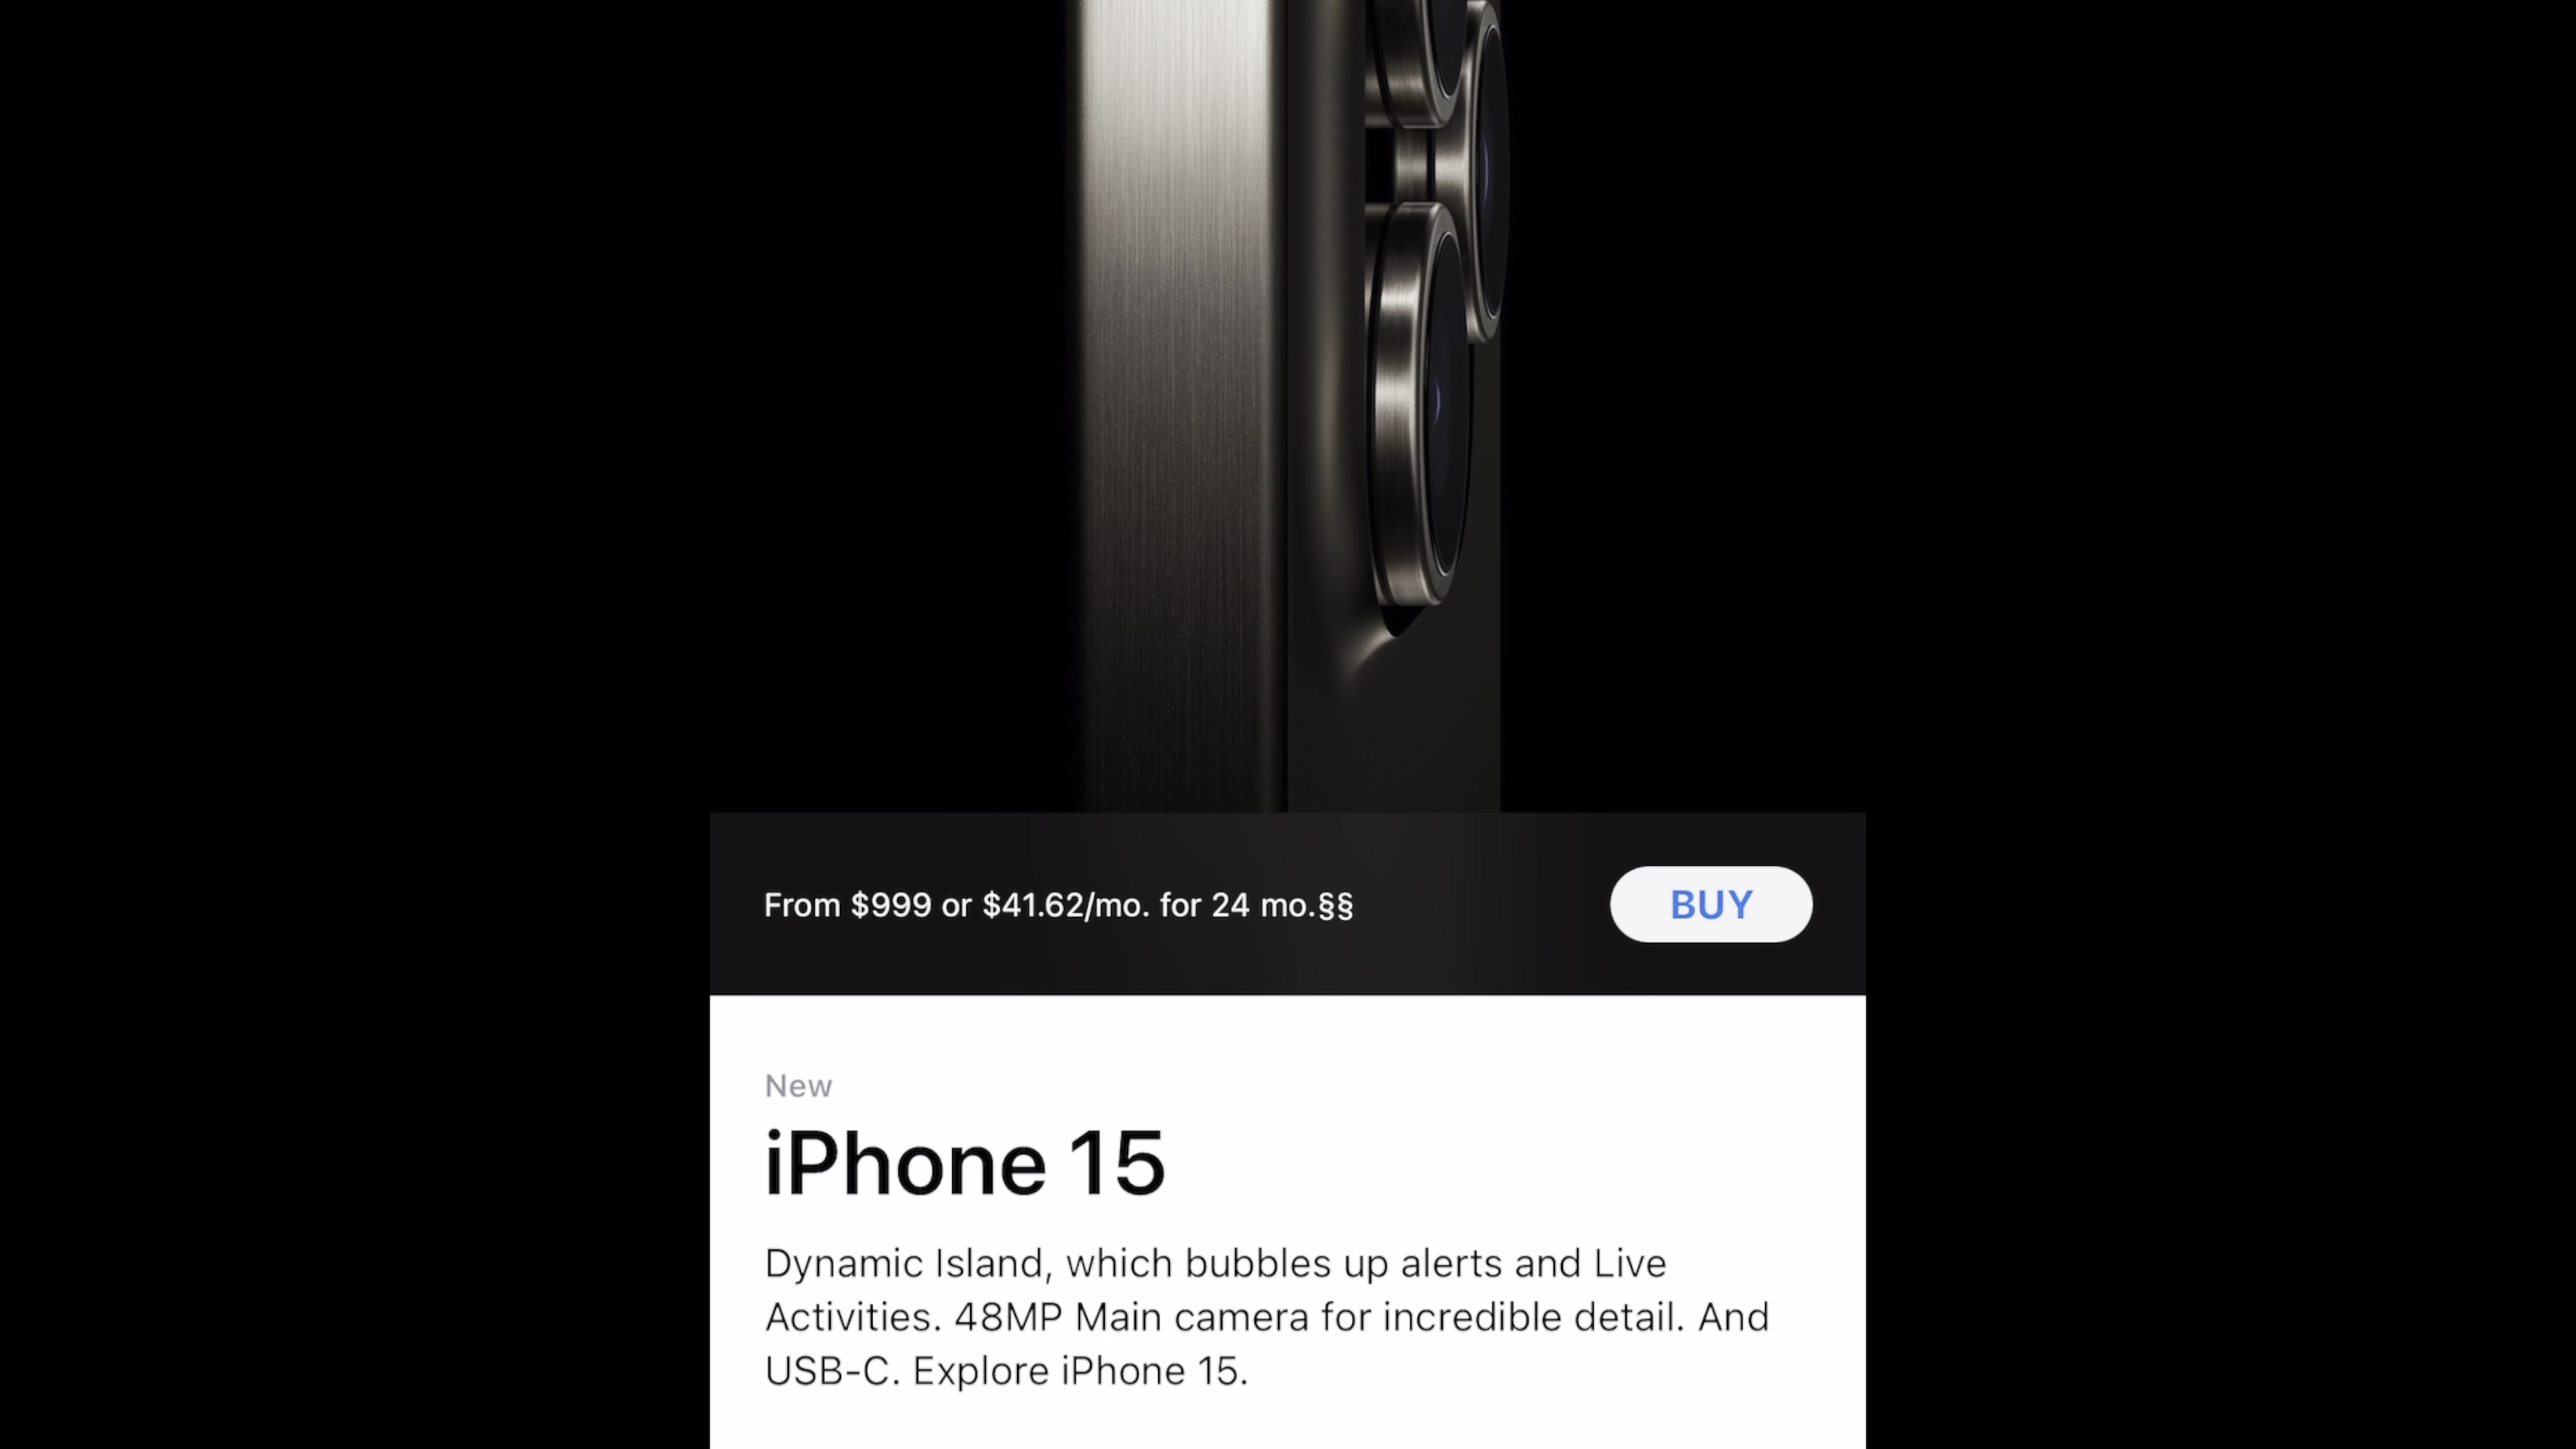 From $999 or $41.62/mo. for 24 mo.§§
BUY
New
iPhone 15
Dynamic Island, which bubbles up alerts and Live
Activities. 48MP Main camera for incredible detail. And
USB-C. Explore iPhone 15.